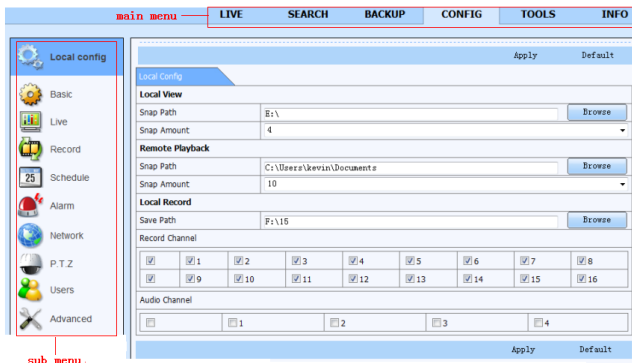 main menu LIVE SEARCH BACKUP CONFIG TOOLS INFO
Local config
Basic
Live
Record
25 Schedule
Alarm
Network
P.T.Z
Users
Advanced
sub menu.
Apply Default
Local Config
Local View
Snap Path E:\ Browse
Snap Amount 4
Remote Playback
Snap Path C:\Users\kevin\Documents
Snap Amount 10
Local Record
Save Path F:\15 Browse
Record Channel
1 2 3 4 5 6 7 8
9 10 11 12 13 14 15 16
Audio Channel
1 2 3 4
Apply Default